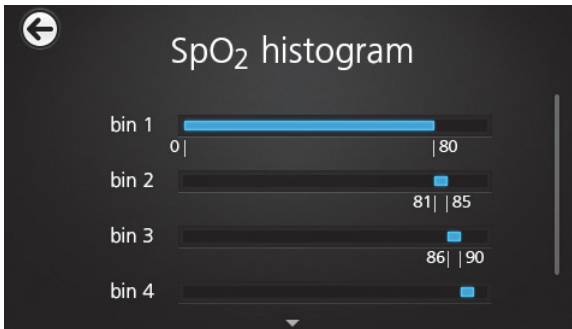 SpO₂ histogram
bin 1
0| |80
bin 2
81| |85
bin 3
86| |90
bin 4